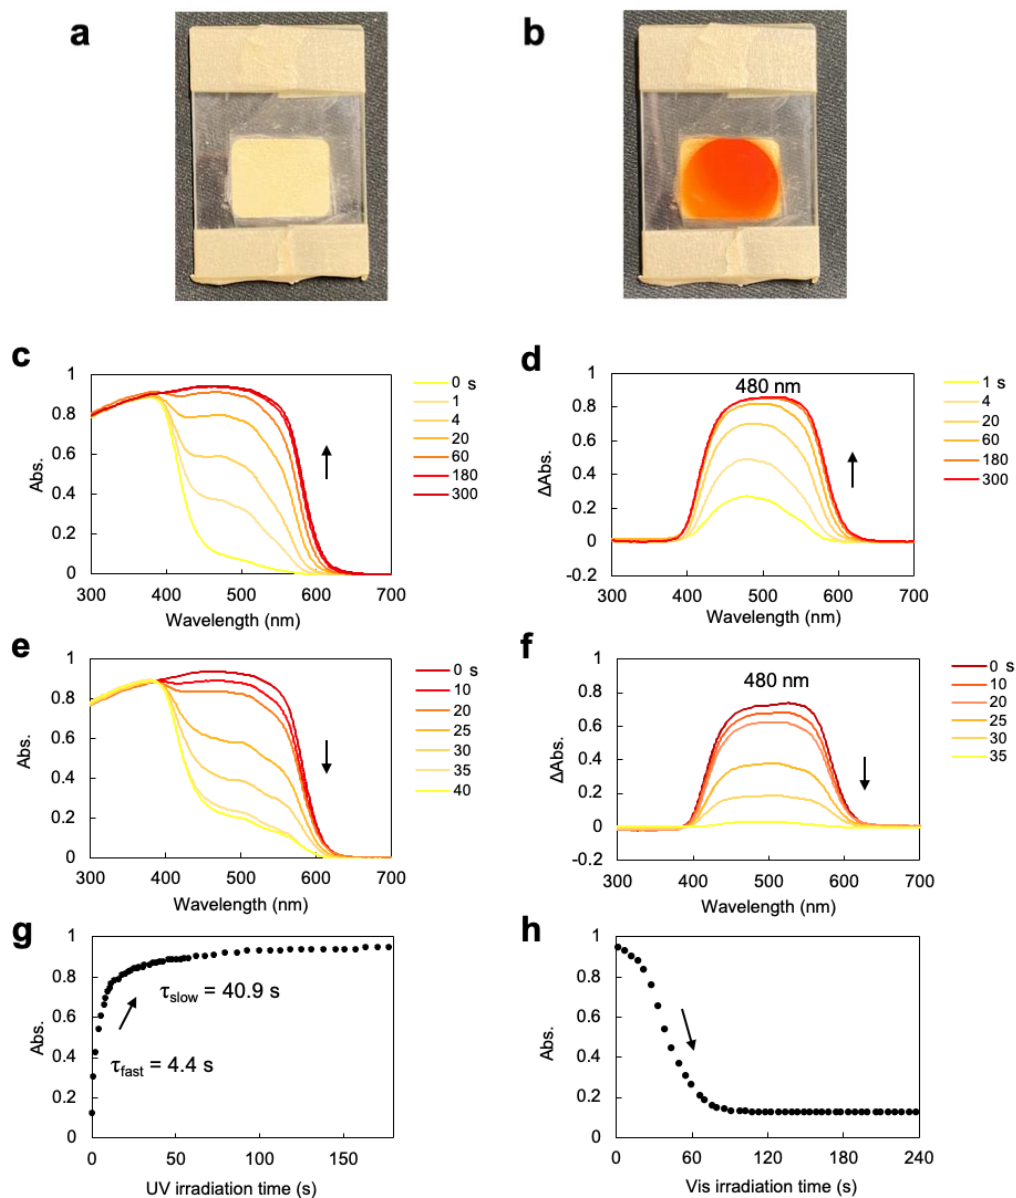 a
b
c
1
0.8
0.6
0.4
0.2
0
Abs.
300 400 500 600 700
Wavelength (nm)
0 s
1
4
20
60
180
300
d
1
0.8
0.6
0.4
0.2
0
-0.2
ΔAbs.
480 nm
300 400 500 600 700
Wavelength (nm)
1 s
4
20
60
180
300
e
1
0.8
0.6
0.4
0.2
0
Abs.
300 400 500 600 700
Wavelength (nm)
0 s
10
20
25
30
35
40
f
1
0.8
0.6
0.4
0.2
0
-0.2
ΔAbs.
480 nm
300 400 500 600 700
Wavelength (nm)
0 s
10
20
25
30
35
g
1
0.8
0.6
0.4
0.2
0
Abs.
τslow = 40.9 s
τfast = 4.4 s
0 50 100 150
UV irradiation time (s)
h
1
0.8
0.6
0.4
0.2
0
Abs.
0 60 120 180 240
Vis irradiation time (s)